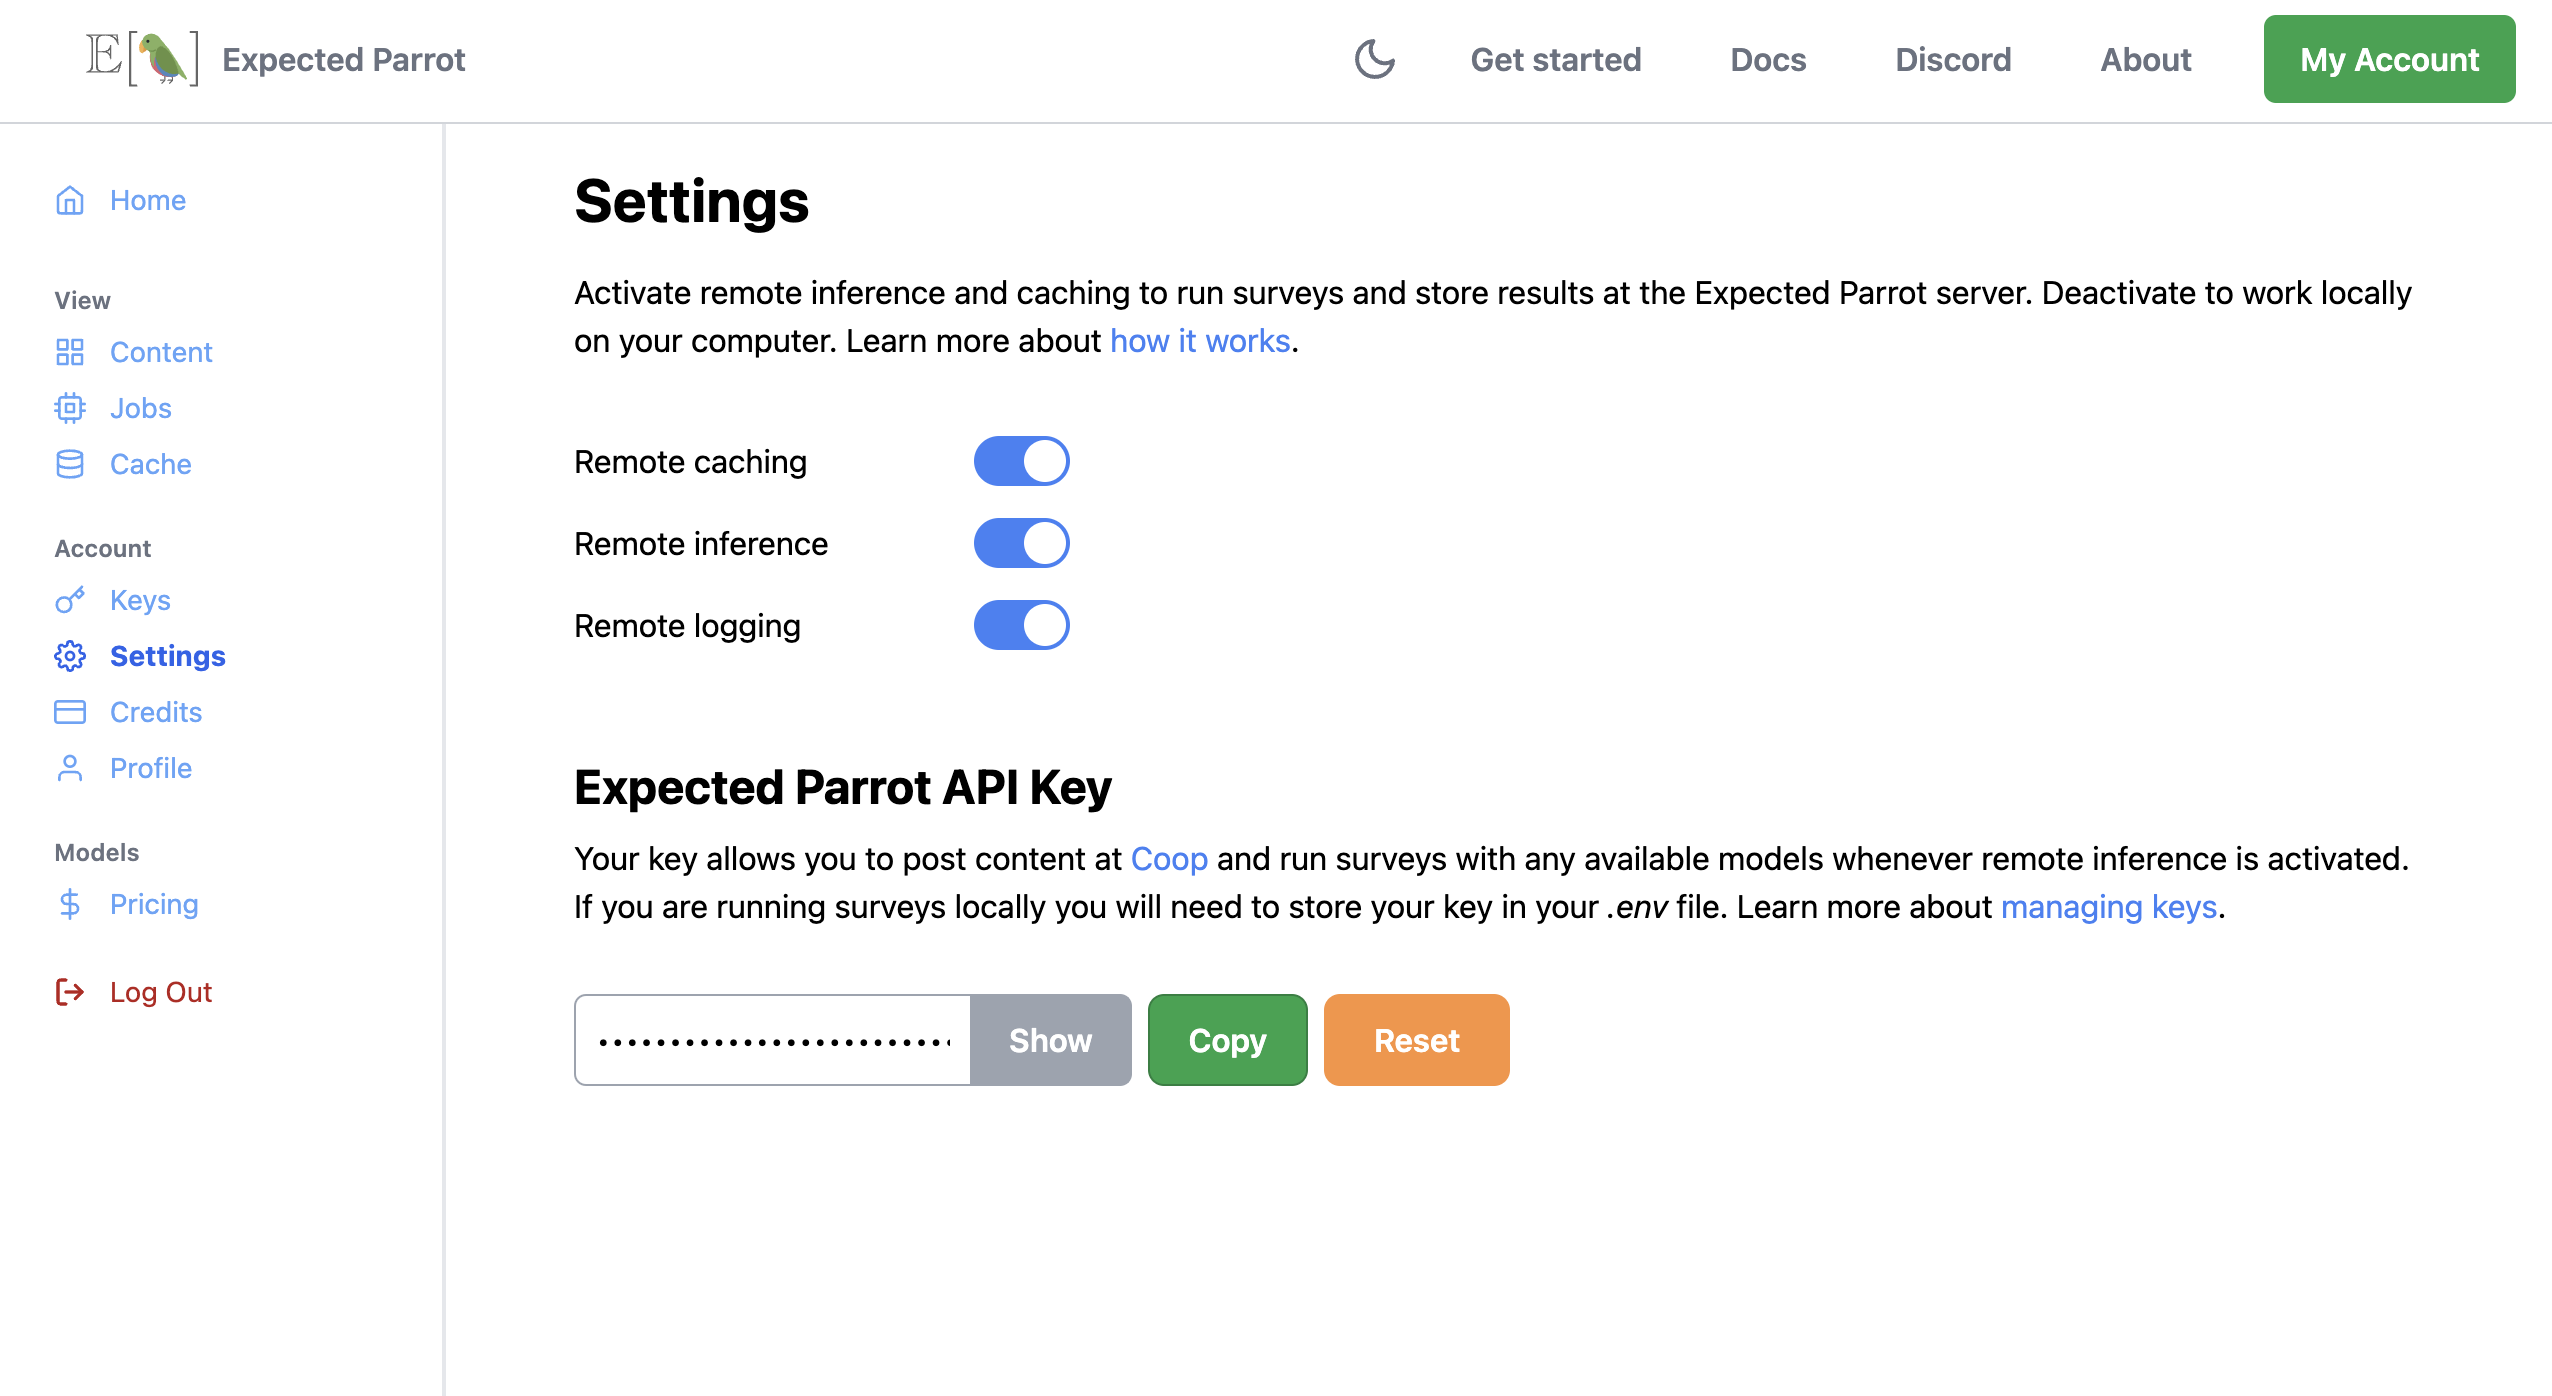 E[ ] Expected Parrot
Get started
Docs
Discord
About
My Account
Home
View
Content
Jobs
Cache
Account
Keys
Settings
Credits
Profile
Models
Pricing
Log Out
Settings
Activate remote inference and caching to run surveys and store results at the Expected Parrot server. Deactivate to work locally
on your computer. Learn more about how it works.
Remote caching
Remote inference
Remote logging
Expected Parrot API Key
Your key allows you to post content at Coop and run surveys with any available models whenever remote inference is activated.
If you are running surveys locally you will need to store your key in your .env file. Learn more about managing keys.
Show
Copy
Reset